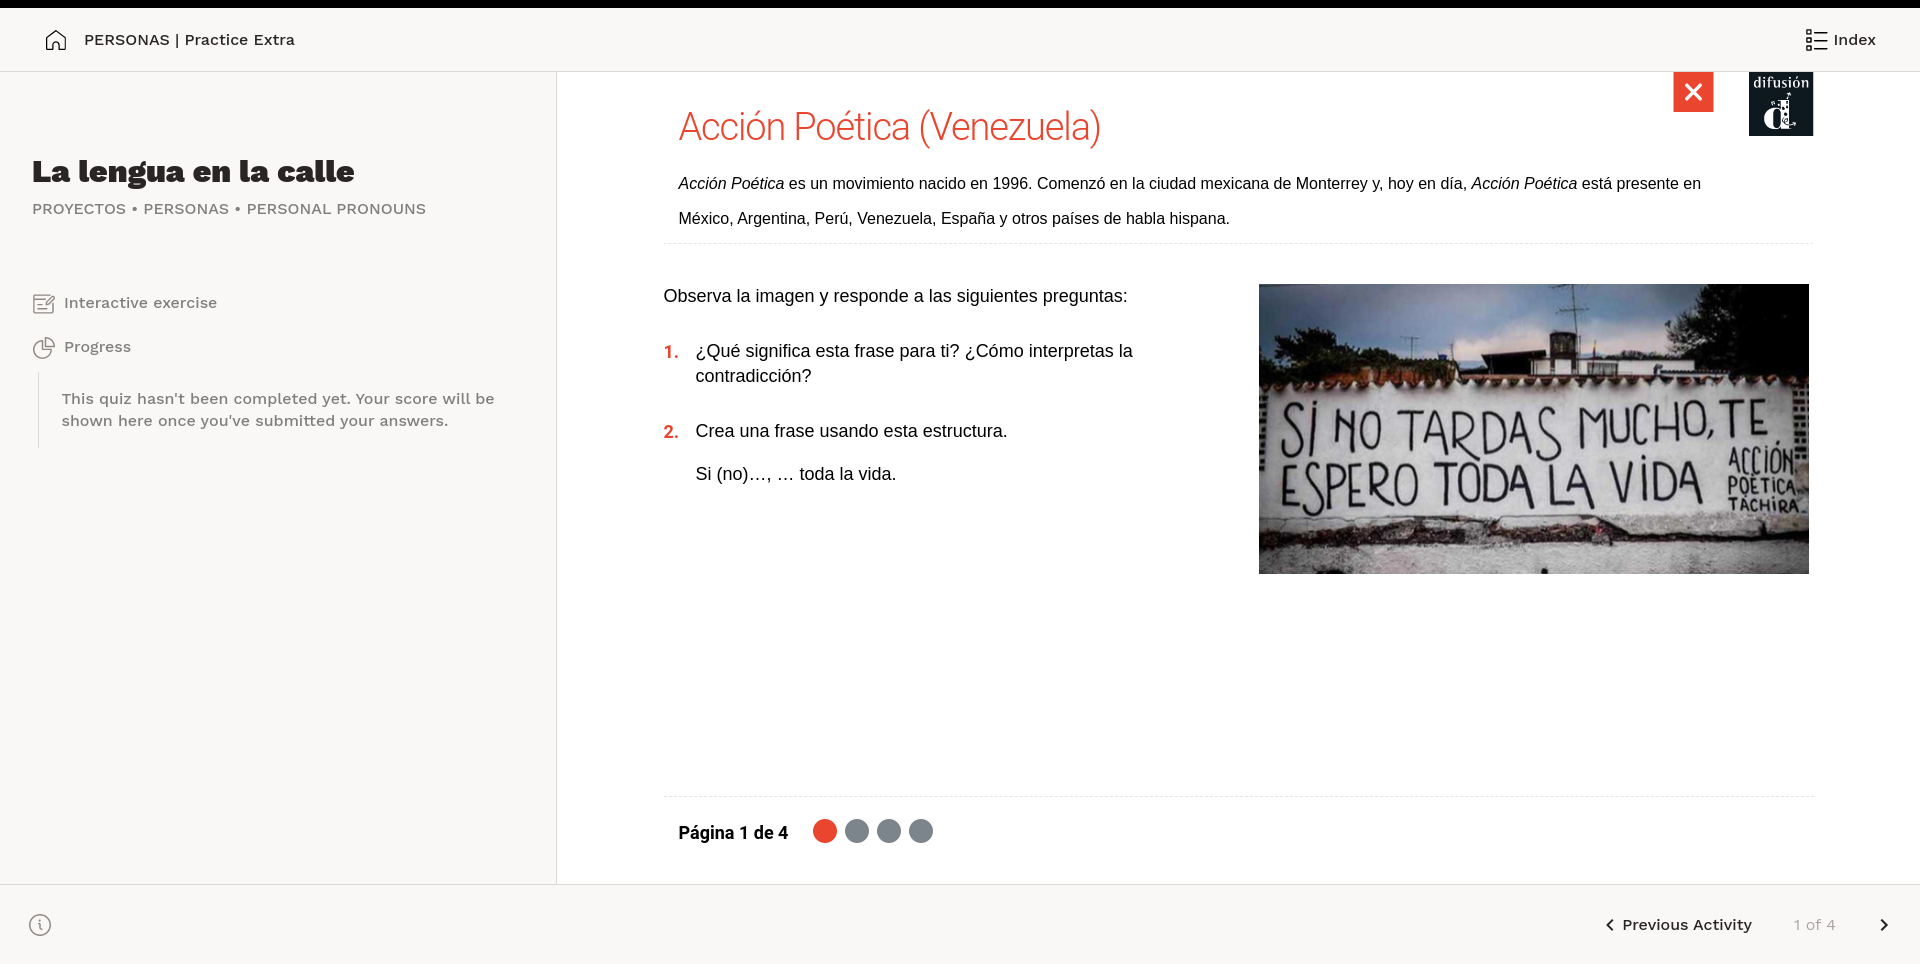 PERSONAS | Practice Extra
Index
La lengua en la calle
PROYECTOS • PERSONAS • PERSONAL PRONOUNS
Interactive exercise
Progress
This quiz hasn't been completed yet. Your score will be
shown here once you've submitted your answers.
difusión
d
Acción Poética (Venezuela)
Acción Poética es un movimiento nacido en 1996. Comenzó en la ciudad mexicana de Monterrey y, hoy en día, Acción Poética está presente en
México, Argentina, Perú, Venezuela, España y otros países de habla hispana.
Observa la imagen y responde a las siguientes preguntas:
1. ¿Qué significa esta frase para ti? ¿Cómo interpretas la
contradicción?
2. Crea una frase usando esta estructura.
Si (no)…, … toda la vida.
SI NO TARDAS MUCHO, TE
ESPERO TODA LA VIDA
ACCIÓN
POÉTICA
TÁCHIRA
Página 1 de 4
Previous Activity
1 of 4